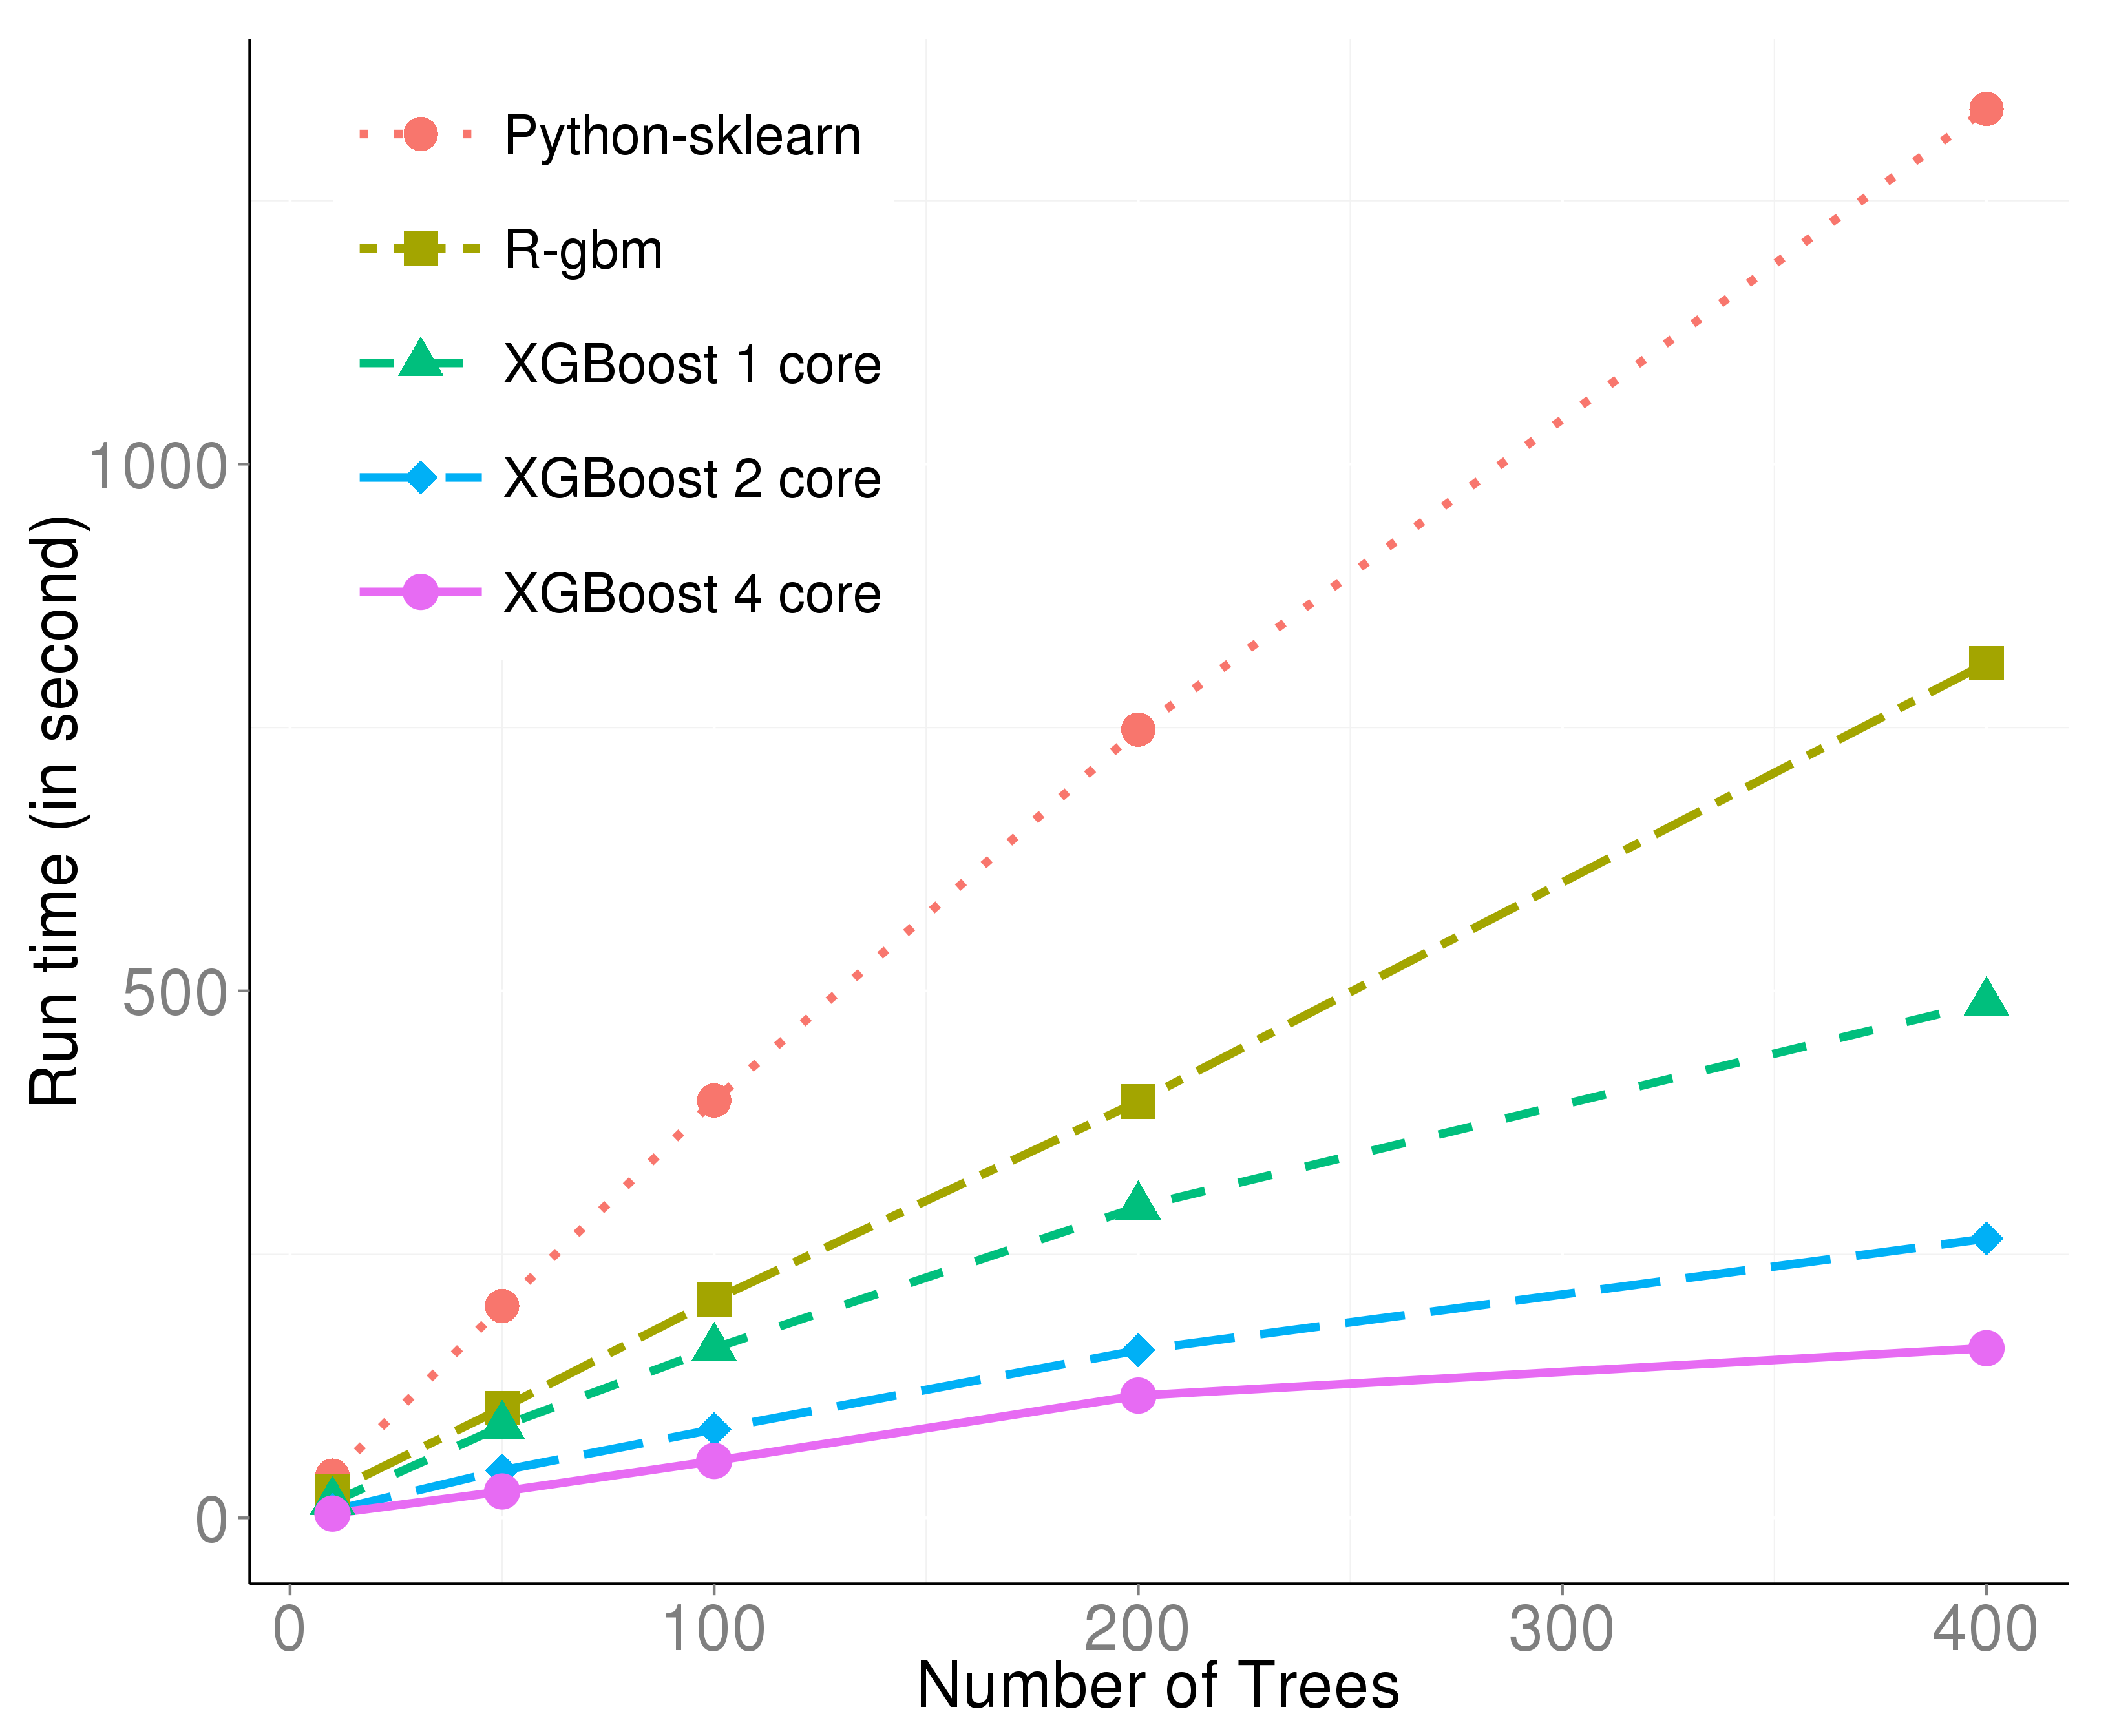 Python-sklearn
R-gbm
XGBoost 1 core
XGBoost 2 core
XGBoost 4 core
Run time (in second)
1000
500
0
0 100 200 300 400
Number of Trees